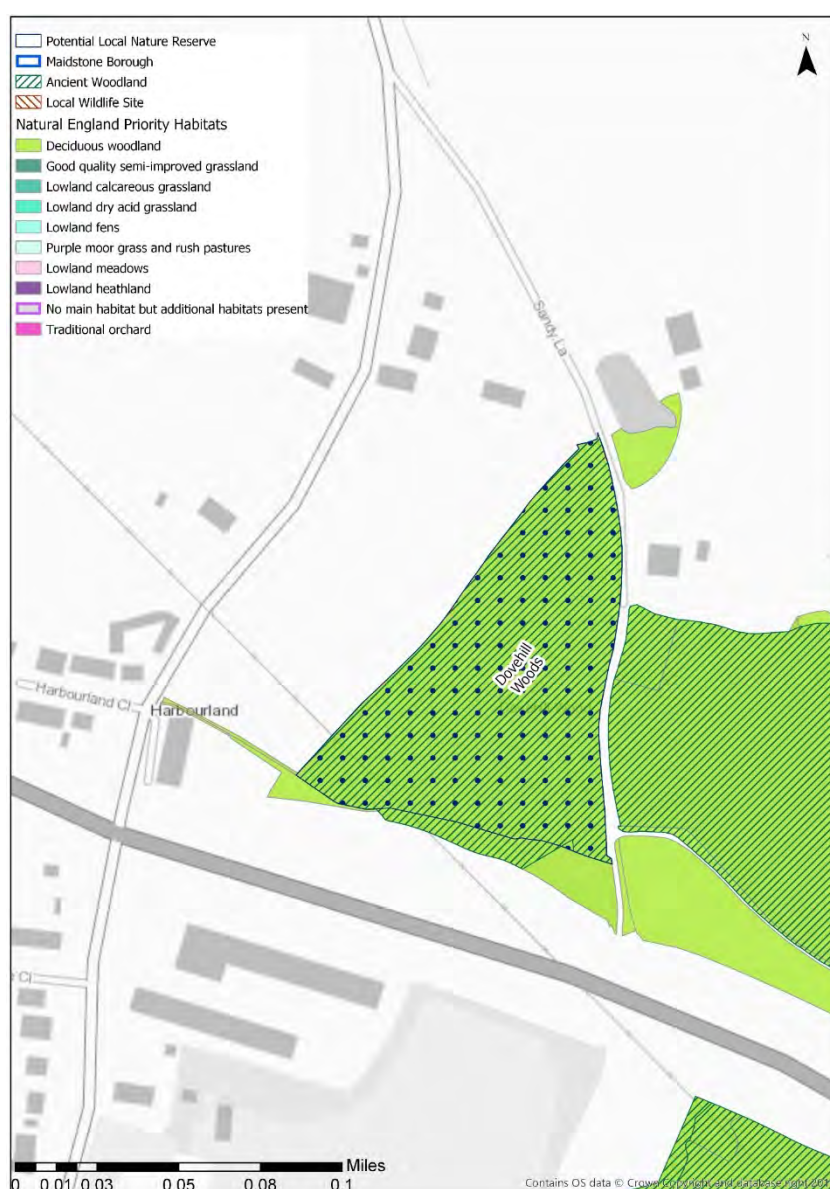 N
Potential Local Nature Reserve
Maidstone Borough
Ancient Woodland
Local Wildlife Site
Natural England Priority Habitats
Deciduous woodland
Good quality semi-improved grassland
Lowland calcareous grassland
Lowland dry acid grassland
Lowland fens
Purple moor grass and rush pastures
Lowland meadows
Lowland heathland
No main habitat but additional habitats present
Traditional orchard
Sandy La
Dovehill
Woods
Harbourland Cl
Harbourland
Cl
Miles
0 0.01 0.03 0.05 0.08 0.1
Contains OS data © Crown Copyright and database